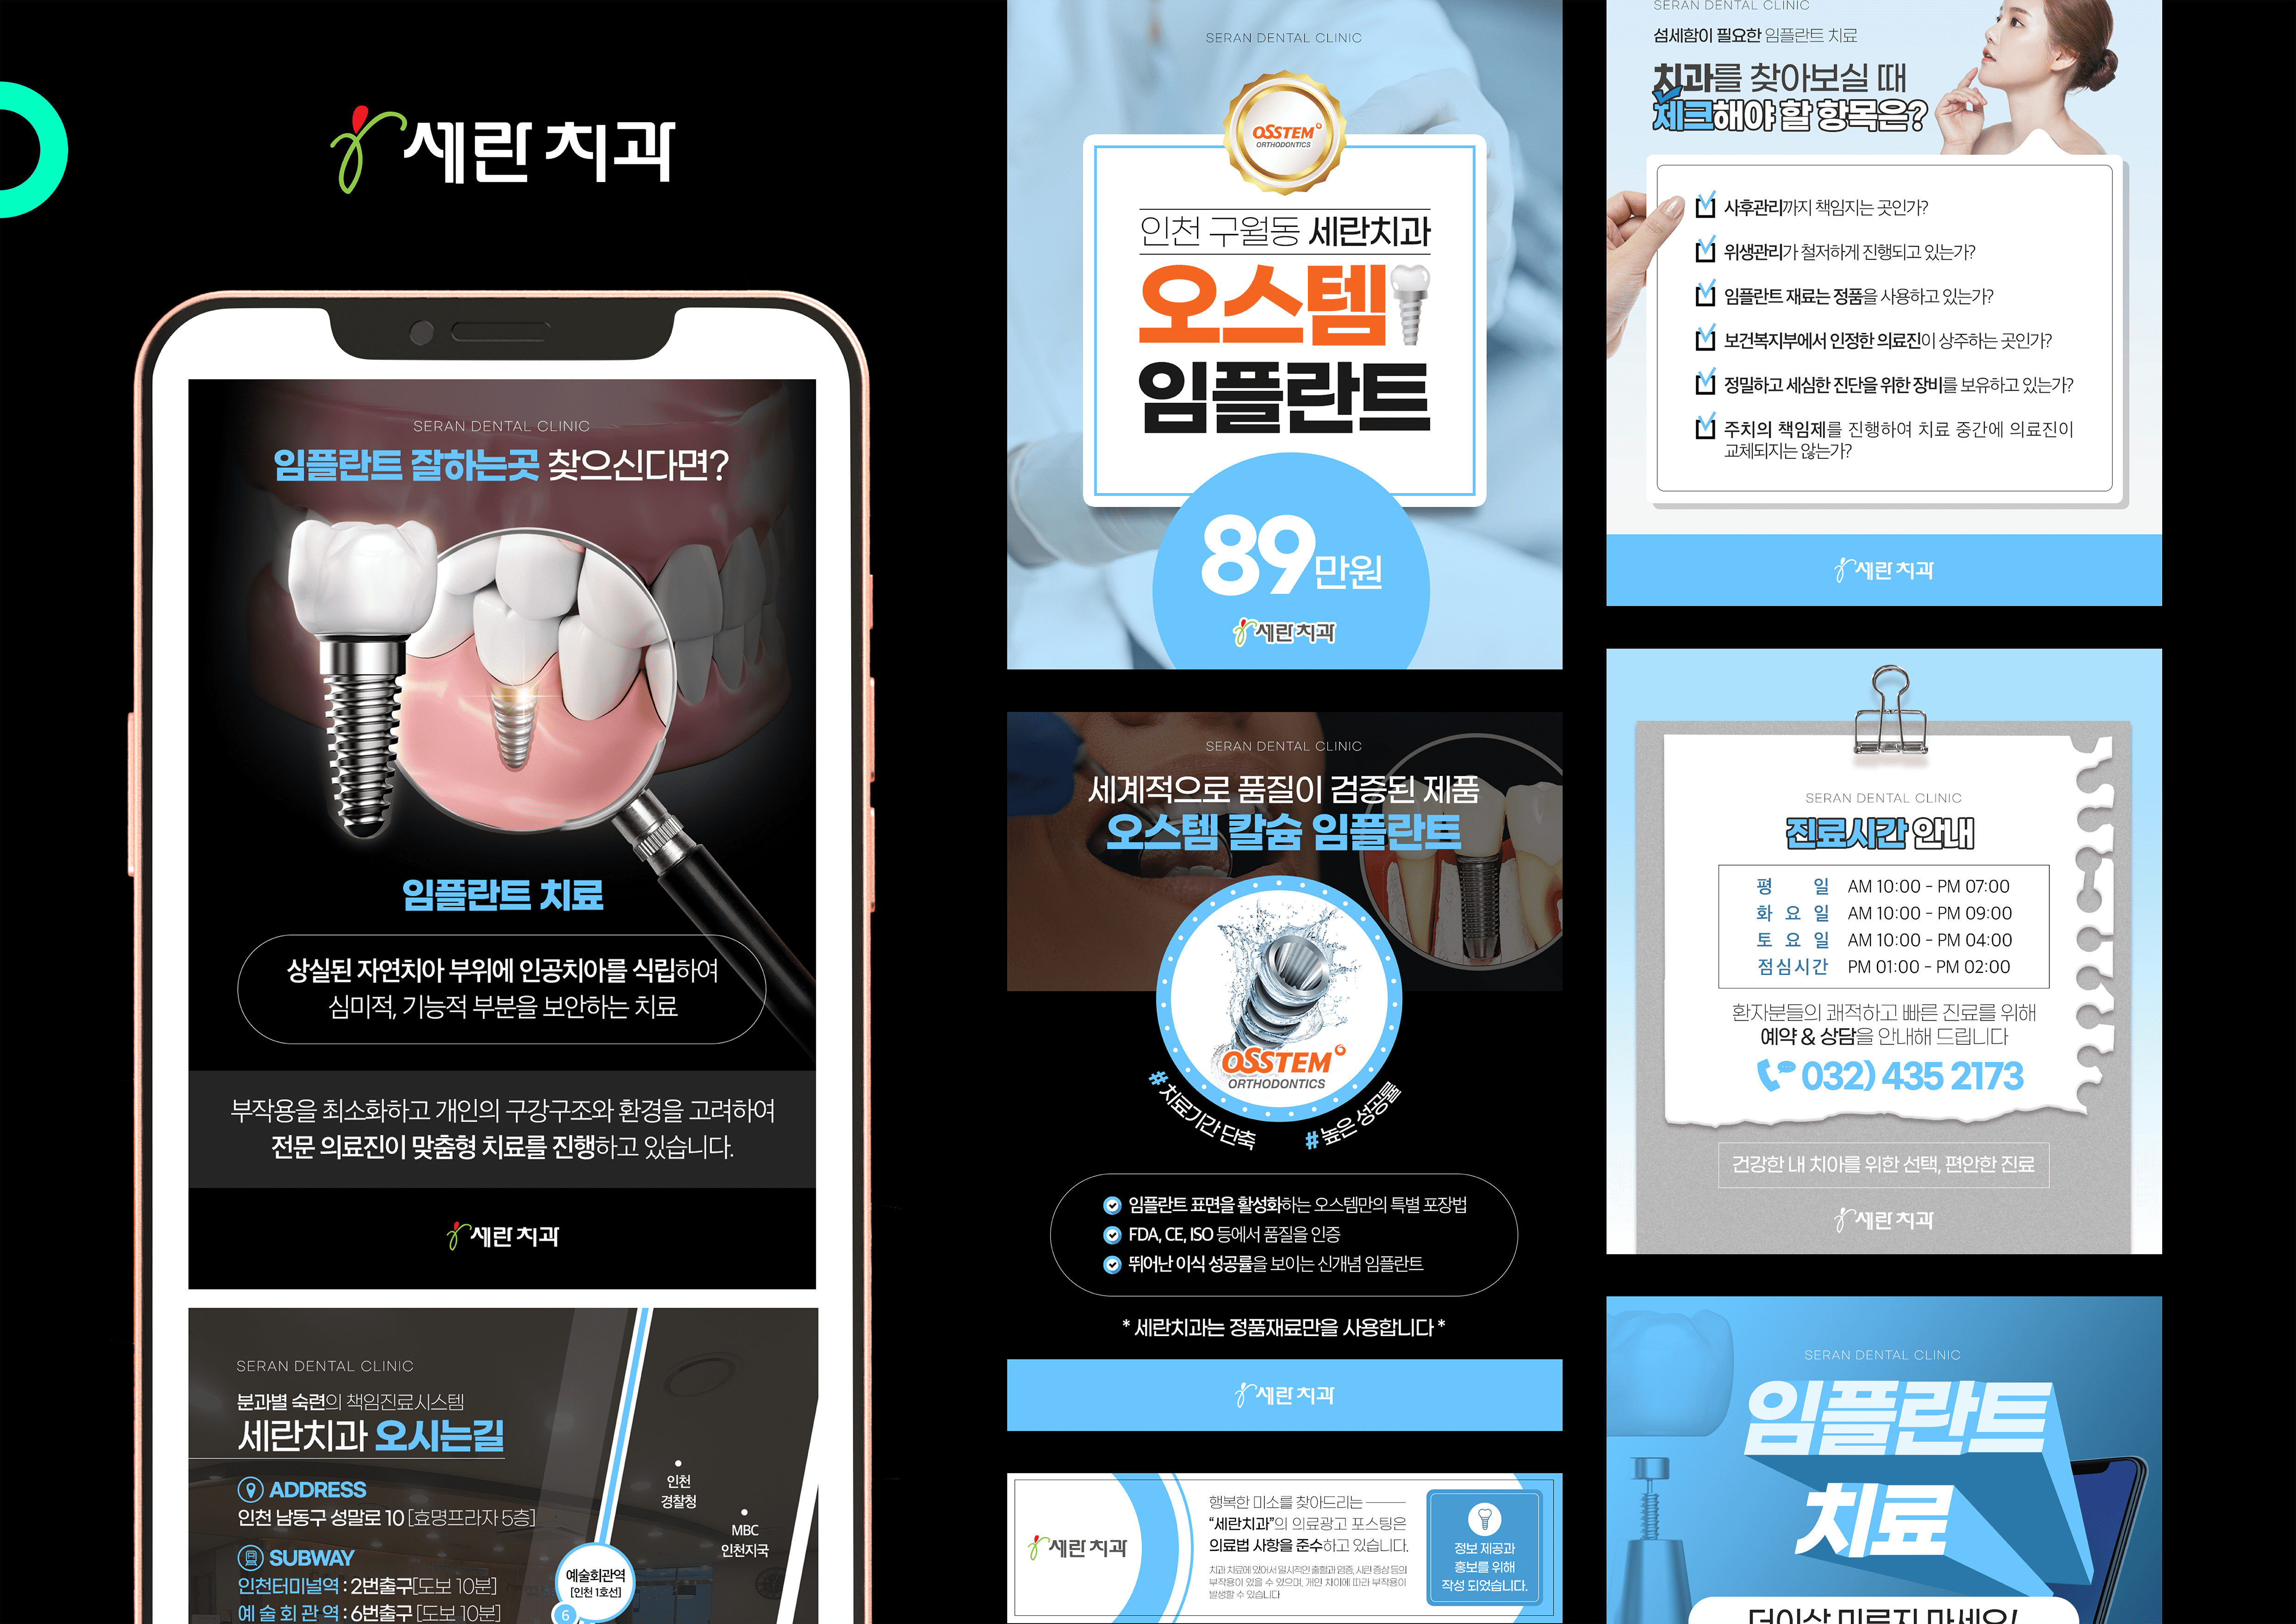 세란치과
SERAN DENTAL CLINIC
임플란트 잘하는곳 찾으신다면?
임플란트 치료
상실된 자연치아 부위에 인공치아를 식립하여
심미적, 기능적 부분을 보안하는 치료
부작용을 최소화하고 개인의 구강구조와 환경을 고려하여
전문 의료진이 맞춤형 치료를 진행하고 있습니다.
세란치과
SERAN DENTAL CLINIC
분과별 숙련의 책임진료시스템
세란치과 오시는길
ADDRESS
인천 남동구 성말로 10 [효명프라자 5층]
SUBWAY
인천터미널역 : 2번출구[도보 10분]
예술회관역 : 6번출구 [도보 10분]
인천
경찰청
MBC
인천지국
예술회관역
[인천 1호선]
6
SERAN DENTAL CLINIC
OSSTEM
ORTHODONTICS
인천 구월동 세란치과
오스템
임플란트
89만원
세란치과
SERAN DENTAL CLINIC
세계적으로 품질이 검증된 제품
오스템 칼슘 임플란트
OSSTEM
ORTHODONTICS
#치료기간 단축
#높은 성공률
임플란트 표면을 활성화하는 오스템만의 특별 포장법
FDA, CE, ISO 등에서 품질을 인증
뛰어난 이식 성공률을 보이는 신개념 임플란트
* 세란치과는 정품재료만을 사용합니다 *
세란치과
세란치과
행복한 미소를 찾아드리는
“세란치과”의 의료광고 포스팅은
의료법 사항을 준수하고 있습니다.
치과 치료에 있어서 일시적인 출혈과 염증, 시린 증상 등의
부작용이 있을 수 있으며, 개인 차이에 따라 부작용이
발생할 수 있습니다
정보 제공과
홍보를 위해
작성 되었습니다.
SERAN DENTAL CLINIC
섬세함이 필요한 임플란트 치료
치과를 찾아보실 때
체크해야 할 항목은?
사후관리까지 책임지는 곳인가?
위생관리가 철저하게 진행되고 있는가?
임플란트 재료는 정품을 사용하고 있는가?
보건복지부에서 인정한 의료진이 상주하는 곳인가?
정밀하고 세심한 진단을 위한 장비를 보유하고 있는가?
주치의 책임제를 진행하여 치료 중간에 의료진이
교체되지는 않는가?
세란치과
SERAN DENTAL CLINIC
진료시간 안내
평 일 AM 10:00 - PM 07:00
화 요 일 AM 10:00 - PM 09:00
토 요 일 AM 10:00 - PM 04:00
점심시간 PM 01:00 - PM 02:00
환자분들의 쾌적하고 빠른 진료를 위해
예약 & 상담을 안내해 드립니다
032) 435 2173
건강한 내 치아를 위한 선택, 편안한 진료
세란치과
SERAN DENTAL CLINIC
임플란트
치료
더이상 미루지 마세요!